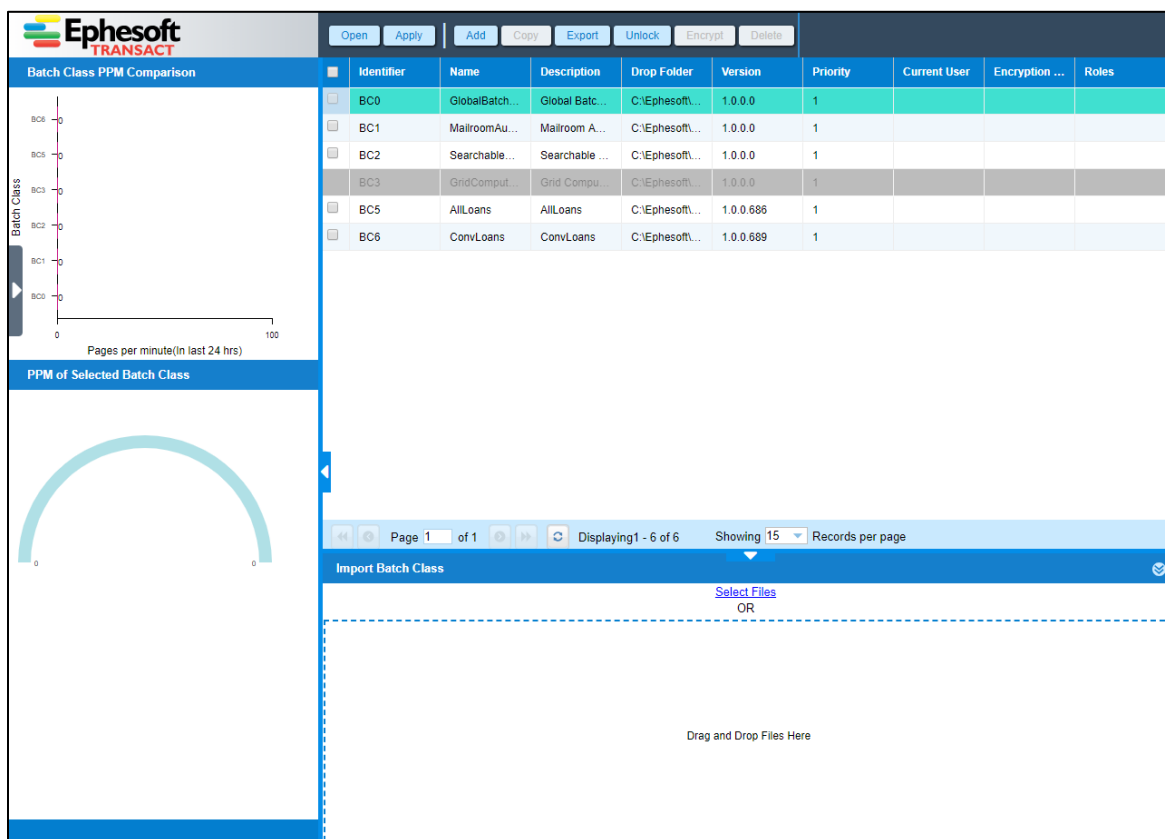 Ephesoft
TRANSACT
Open Apply Add Copy Export Unlock Encrypt Delete
Batch Class PPM Comparison
BC6 0
BC5 0
BC3 0
BC2 0
BC1 0
BC0 0
Batch Class
0 100
Pages per minute(In last 24 hrs)
PPM of Selected Batch Class
0 0
Identifier Name Description Drop Folder Version Priority Current User Encryption ... Roles
BC0 GlobalBatch... Global Batc... C:\Ephesoft\... 1.0.0.0 1
BC1 MailroomAu... Mailroom A... C:\Ephesoft\... 1.0.0.0 1
BC2 Searchable... Searchable ... C:\Ephesoft\... 1.0.0.0 1
BC3 GridComput... Grid Compu... C:\Ephesoft\... 1.0.0.0 1
BC5 AllLoans AllLoans C:\Ephesoft\... 1.0.0.686 1
BC6 ConvLoans ConvLoans C:\Ephesoft\... 1.0.0.689 1
Page 1 of 1 Displaying1 - 6 of 6 Showing 15 Records per page
Import Batch Class
Select Files
OR
Drag and Drop Files Here